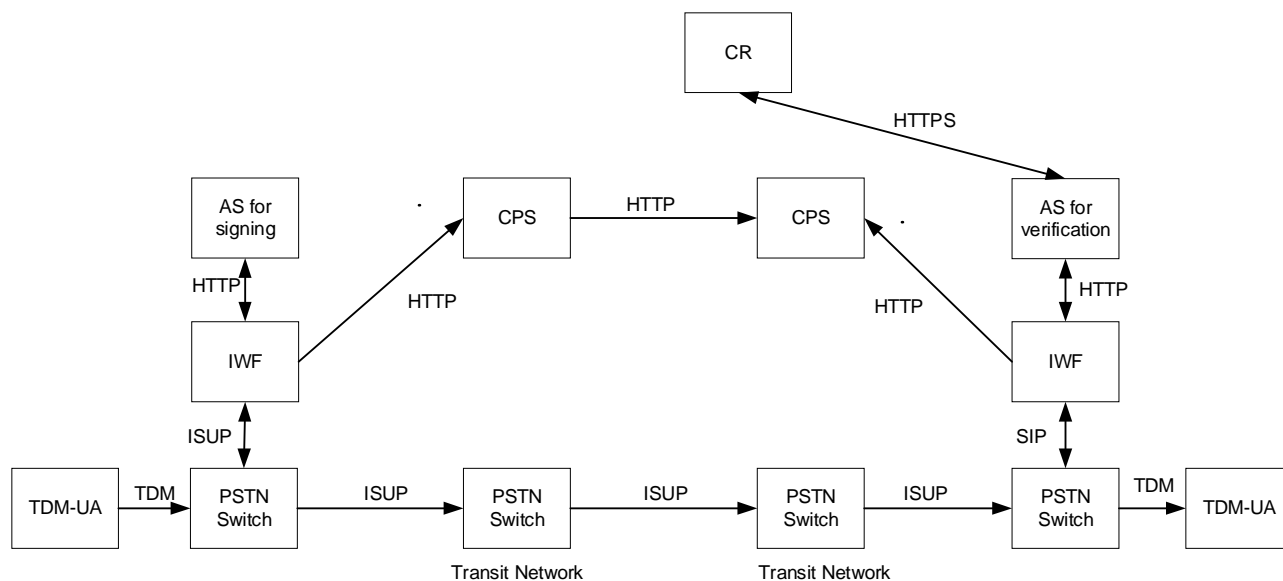 CR
HTTPS
AS for
signing
CPS
HTTP
CPS
AS for
verification
HTTP
HTTP
HTTP
HTTP
IWF
IWF
ISUP
SIP
TDM-UA
TDM
PSTN
Switch
ISUP
PSTN
Switch
ISUP
PSTN
Switch
ISUP
PSTN
Switch
TDM
TDM-UA
Transit Network
Transit Network